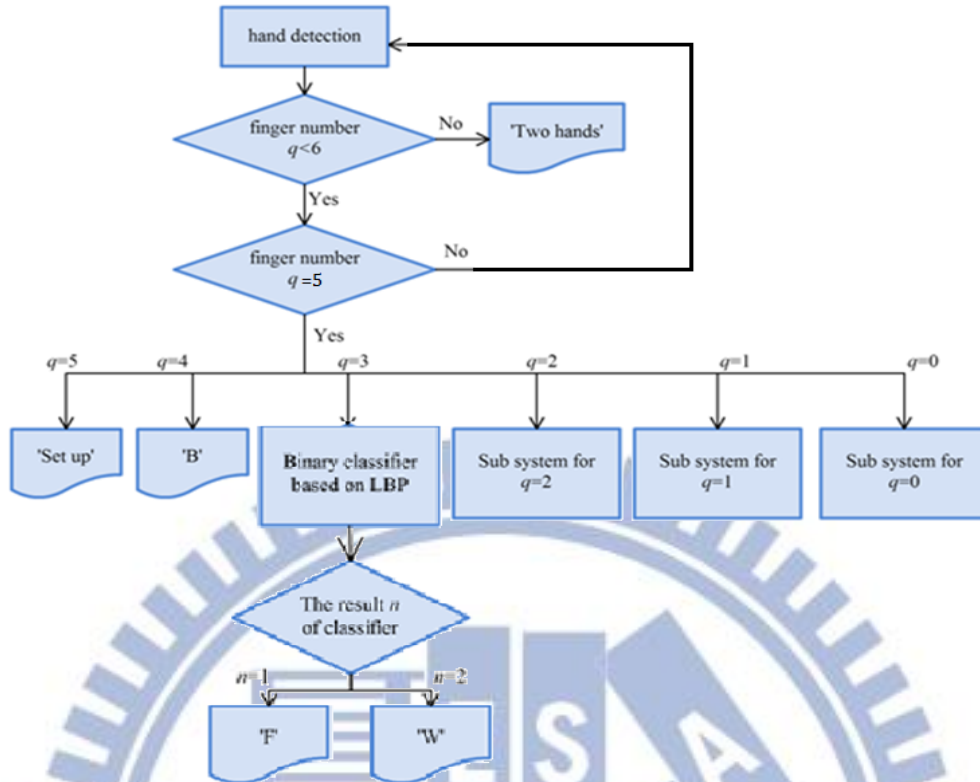 hand detection
finger number
q<6
No
'Two hands'
Yes
finger number
q =5
No
Yes
q=5
q=4
q=3
q=2
q=1
q=0
'Set up'
'B'
Binary classifier
based on LBP
Sub system for
q=2
Sub system for
q=1
Sub system for
q=0
The result n
of classifier
n=1
n=2
'F'
'W'
S
A